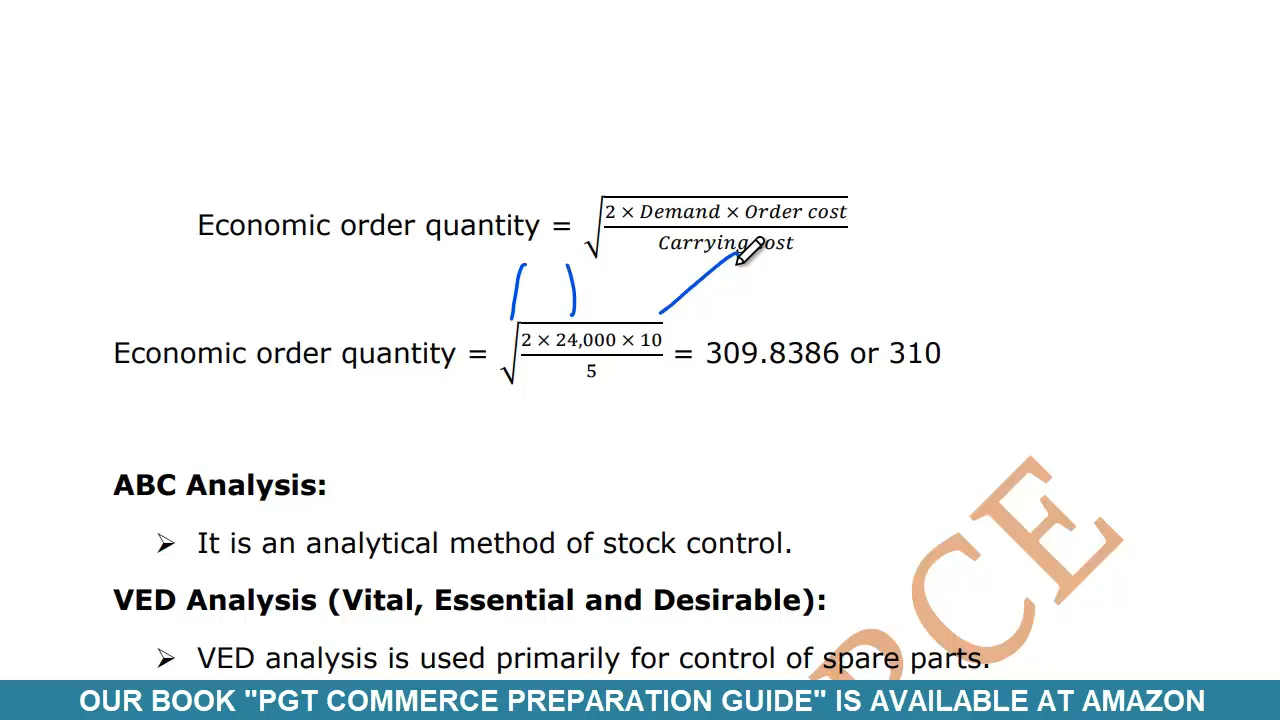 Economic order quantity = √(2 × Demand × Order cost / Carrying cost)
Economic order quantity = √(2 × 24,000 × 10 / 5) = 309.8386 or 310
ABC Analysis:
➢ It is an analytical method of stock control.
VED Analysis (Vital, Essential and Desirable):
➢ VED analysis is used primarily for control of spare parts.
PCE
OUR BOOK "PGT COMMERCE PREPARATION GUIDE" IS AVAILABLE AT AMAZON